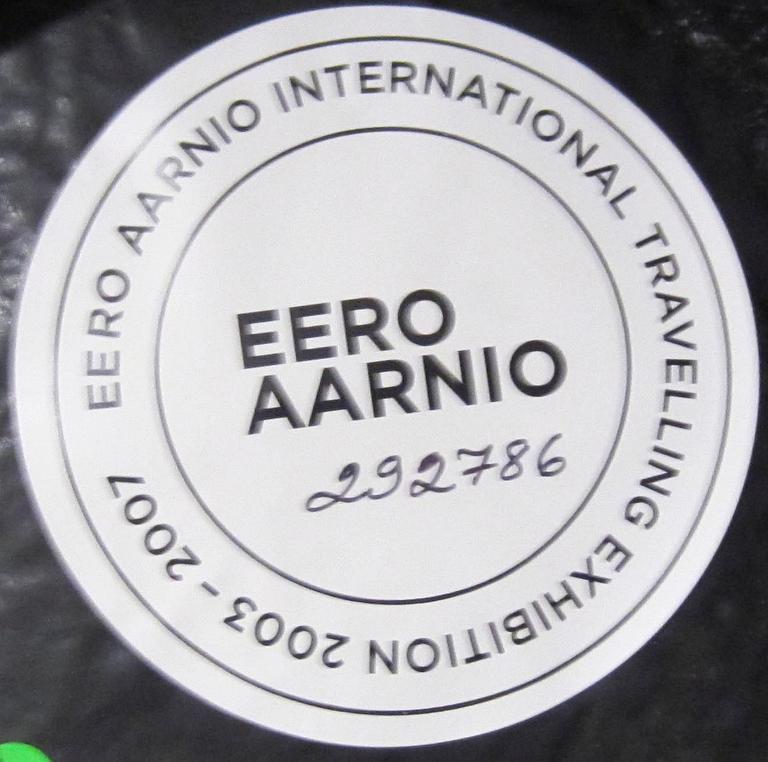 EERO AARNIO INTERNATIONAL TRAVELLING EXHIBITION 2003-2007
EERO
AARNIO
292786